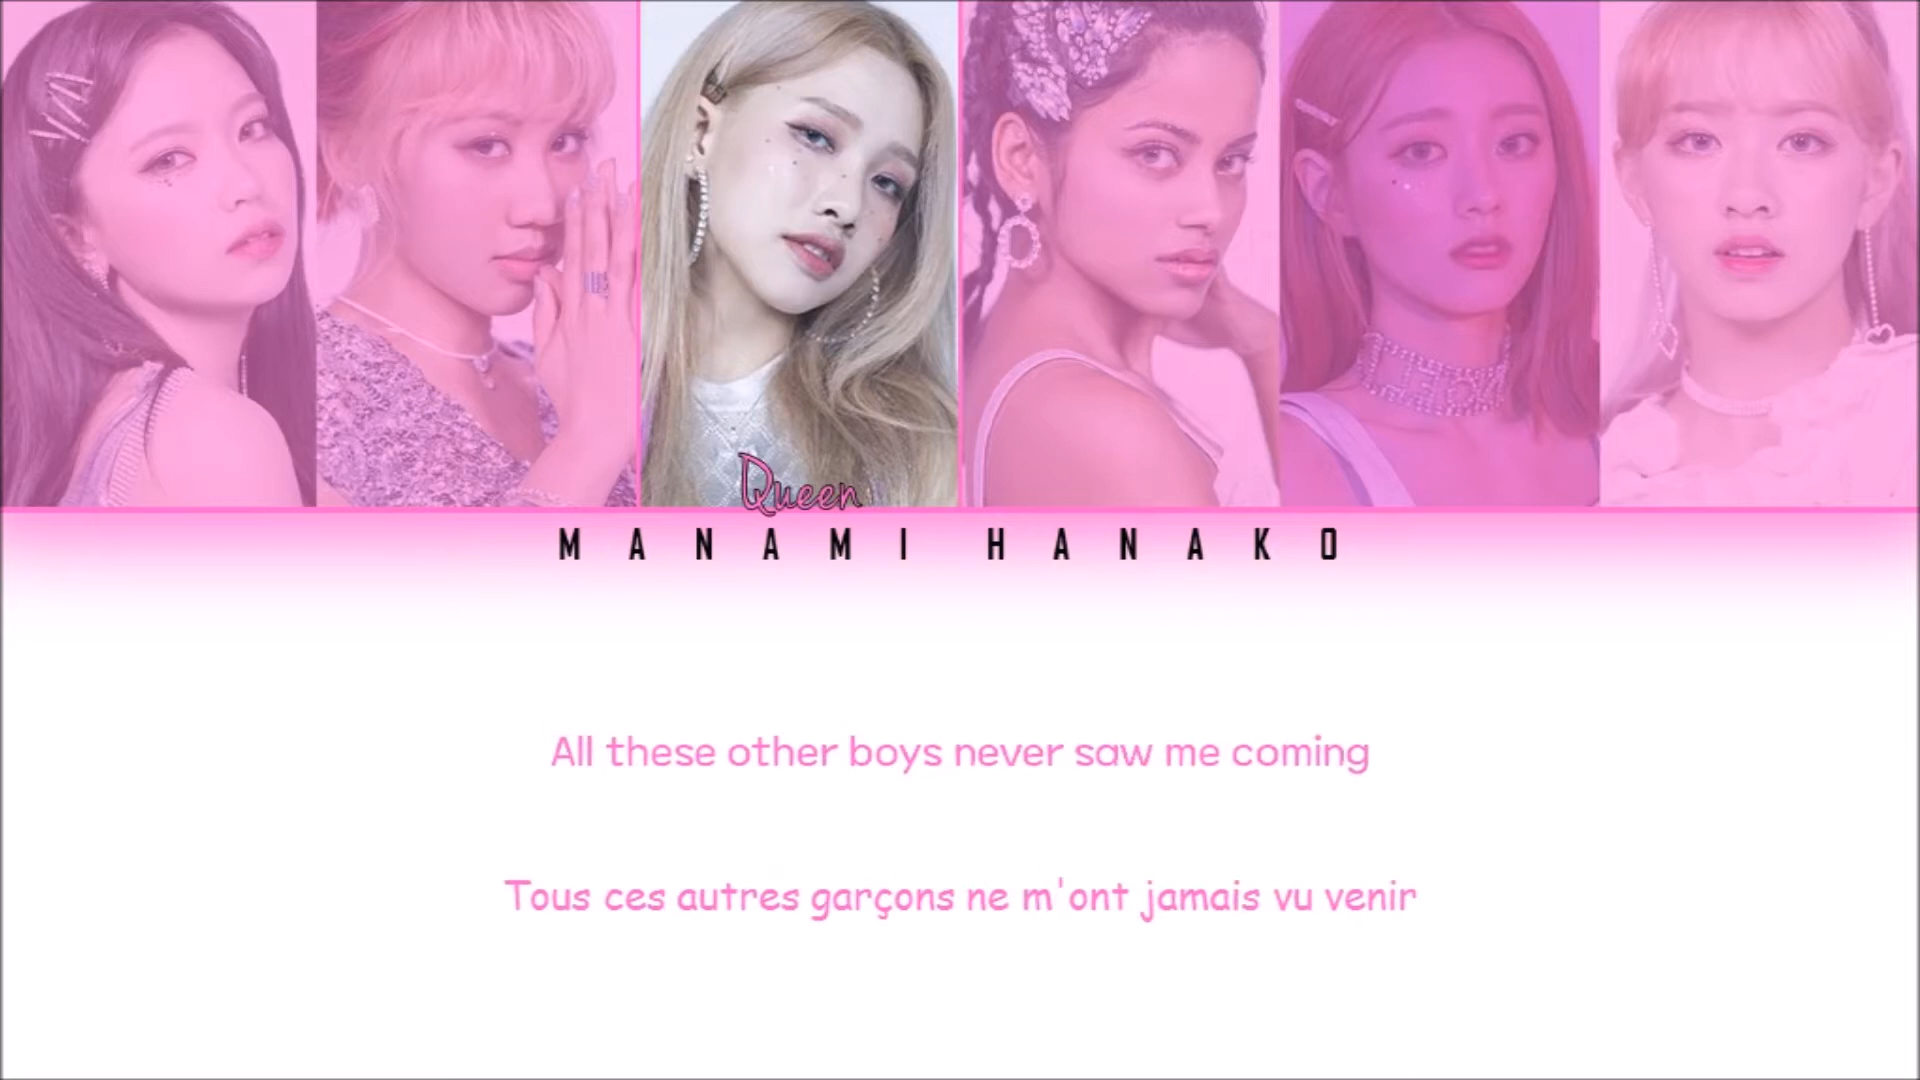 Queen
MANAMI HANAKO
All these other boys never saw me coming
Tous ces autres garçons ne m'ont jamais vu venir